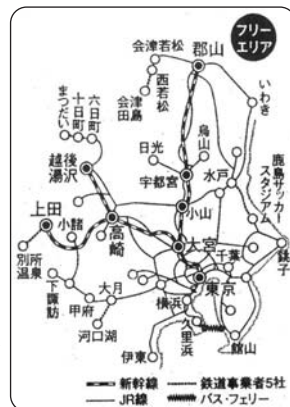 フリー
エリア
会津若松
郡山
西若松
会津
田島
いわき
まつだい
十日町
六日町
日光
烏山
鹿島サッカー
スタジアム
越後
湯沢
宇都宮
水戸
上田
小諸
高崎
小山
大宮
千葉
銚子
別所
温泉
下諏訪
甲府
大月
横浜
東京
河口湖
久里浜
伊東
館山
新幹線
鉄道事業者5社
JR線
バス・フェリー